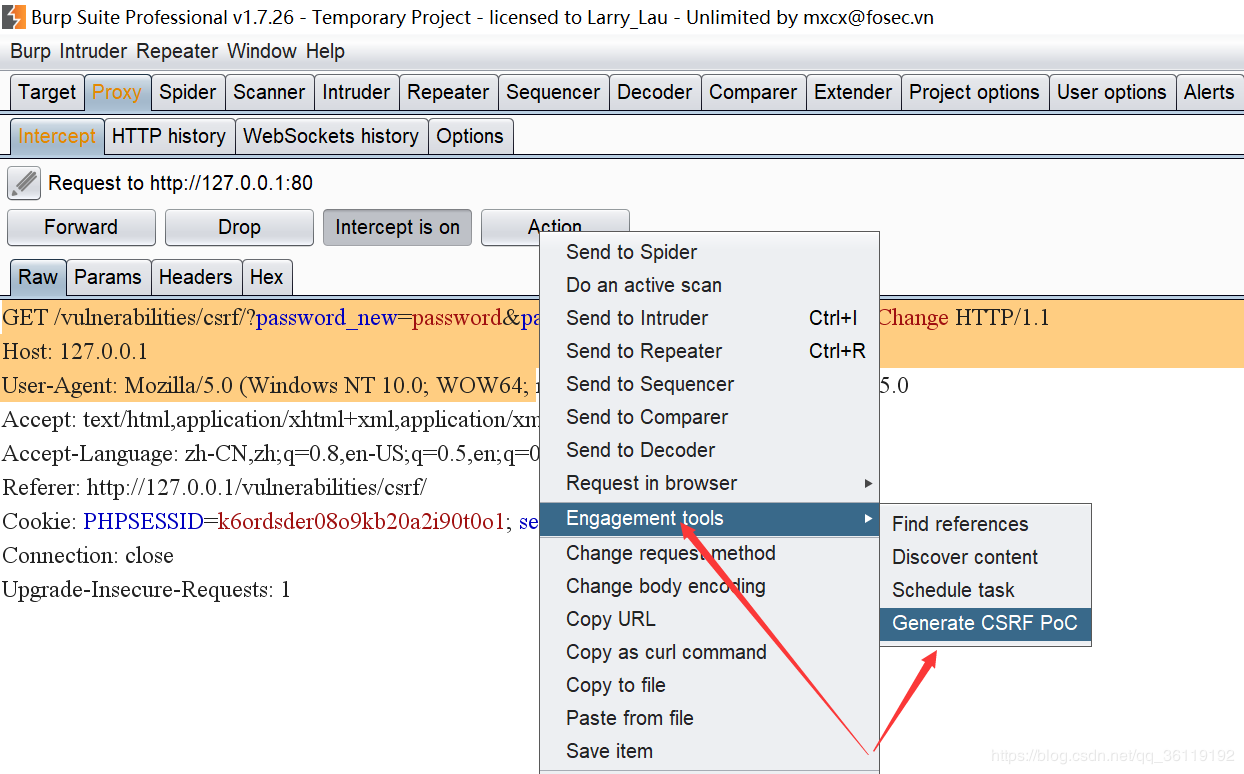 Burp Suite Professional v1.7.26 - Temporary Project - licensed to Larry_Lau - Unlimited by mxcx@fosec.vn
Burp Intruder Repeater Window Help
Target Proxy Spider Scanner Intruder Repeater Sequencer Decoder Comparer Extender Project options User options Alerts
Intercept HTTP history WebSockets history Options
Request to http://127.0.0.1:80
Forward Drop Intercept is on Action
Raw Params Headers Hex
GET /vulnerabilities/csrf/?password_new=password&pa
Change HTTP/1.1
Host: 127.0.0.1
User-Agent: Mozilla/5.0 (Windows NT 10.0; WOW64;
5.0
Accept: text/html,application/xhtml+xml,application/xm
Accept-Language: zh-CN,zh;q=0.8,en-US;q=0.5,en;q=0
Referer: http://127.0.0.1/vulnerabilities/csrf/
Cookie: PHPSESSID=k6ordsder08o9kb20a2i90t0o1; se
Connection: close
Upgrade-Insecure-Requests: 1
Send to Spider
Do an active scan
Send to Intruder Ctrl+I
Send to Repeater Ctrl+R
Send to Sequencer
Send to Comparer
Send to Decoder
Request in browser
Engagement tools
Change request method
Change body encoding
Copy URL
Copy as curl command
Copy to file
Paste from file
Save item
Find references
Discover content
Schedule task
Generate CSRF PoC
https://blog.csdn.net/qq_36119192